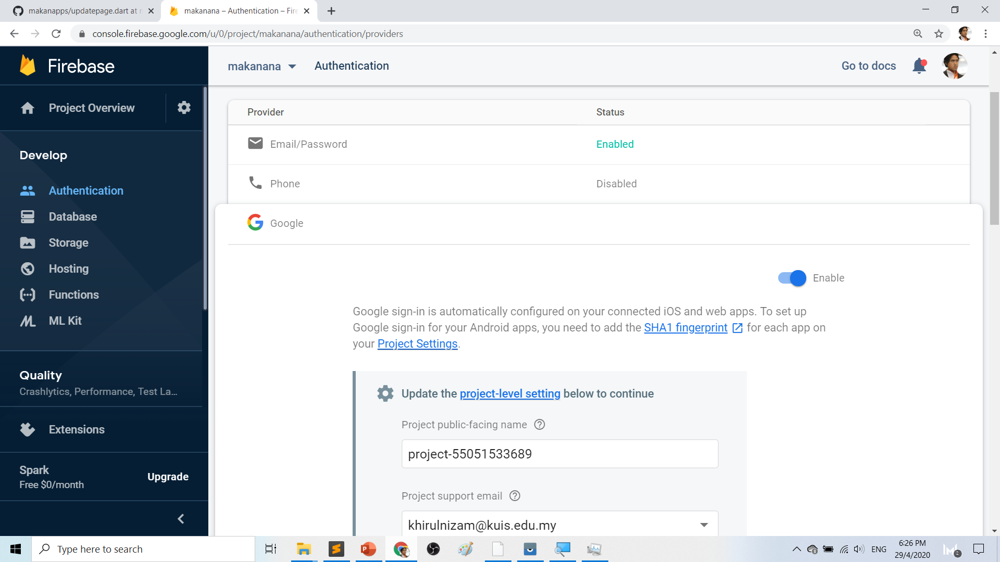 makanapps/updatepage.dart at
makanana – Authentication – Fire
console.firebase.google.com/u/0/project/makanana/authentication/providers
Firebase
makanana
Authentication
Go to docs
Project Overview
Provider
Status
Email/Password
Enabled
Develop
Phone
Disabled
Authentication
Database
Google
Storage
Hosting
Enable
Functions
Google sign-in is automatically configured on your connected iOS and web apps. To set up
Google sign-in for your Android apps, you need to add the SHA1 fingerprint for each app on
your Project Settings.
ML Kit
Quality
Crashlytics, Performance, Test La...
Update the project-level setting below to continue
Project public-facing name
Extensions
project-55051533689
Spark
Free $0/month
Upgrade
Project support email
khirulnizam@kuis.edu.my
Type here to search
ENG
6:26 PM
29/4/2020
2